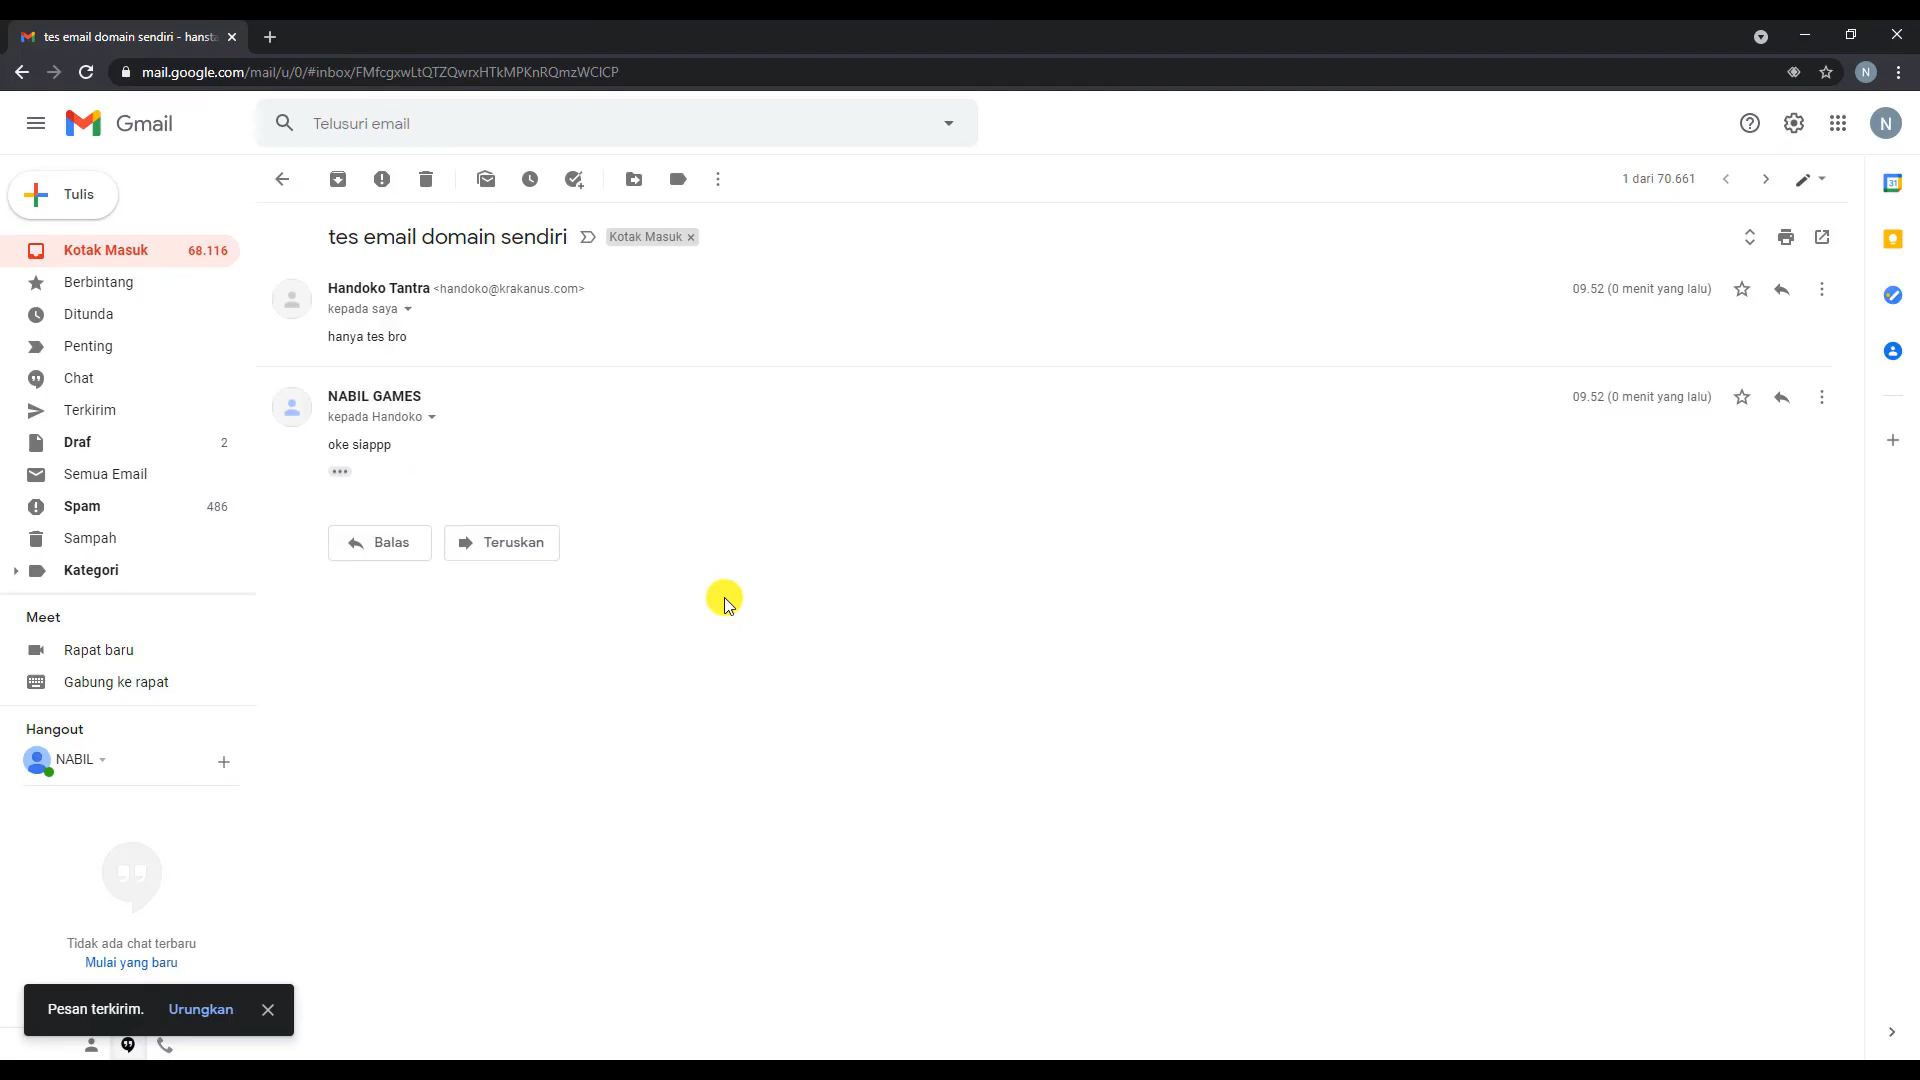 tes email domain sendiri - hansta
mail.google.com/mail/u/0/#inbox/FMfcgxwLtQTZQwrxHTkMPKnRQmzWClCP
N
Gmail
Telusuri email
N
Tulis
1 dari 70.661
31
Kotak Masuk 68.116
Berbintang
Ditunda
Penting
Chat
Terkirim
Draf 2
Semua Email
Spam 486
Sampah
Kategori
Meet
Rapat baru
Gabung ke rapat
Hangout
NABIL
Tidak ada chat terbaru
Mulai yang baru
Pesan terkirim. Urungkan
tes email domain sendiri Kotak Masuk x
Handoko Tantra <handoko@krakanus.com> 09.52 (0 menit yang lalu)
kepada saya
hanya tes bro
NABIL GAMES 09.52 (0 menit yang lalu)
kepada Handoko
oke siappp
Balas Teruskan